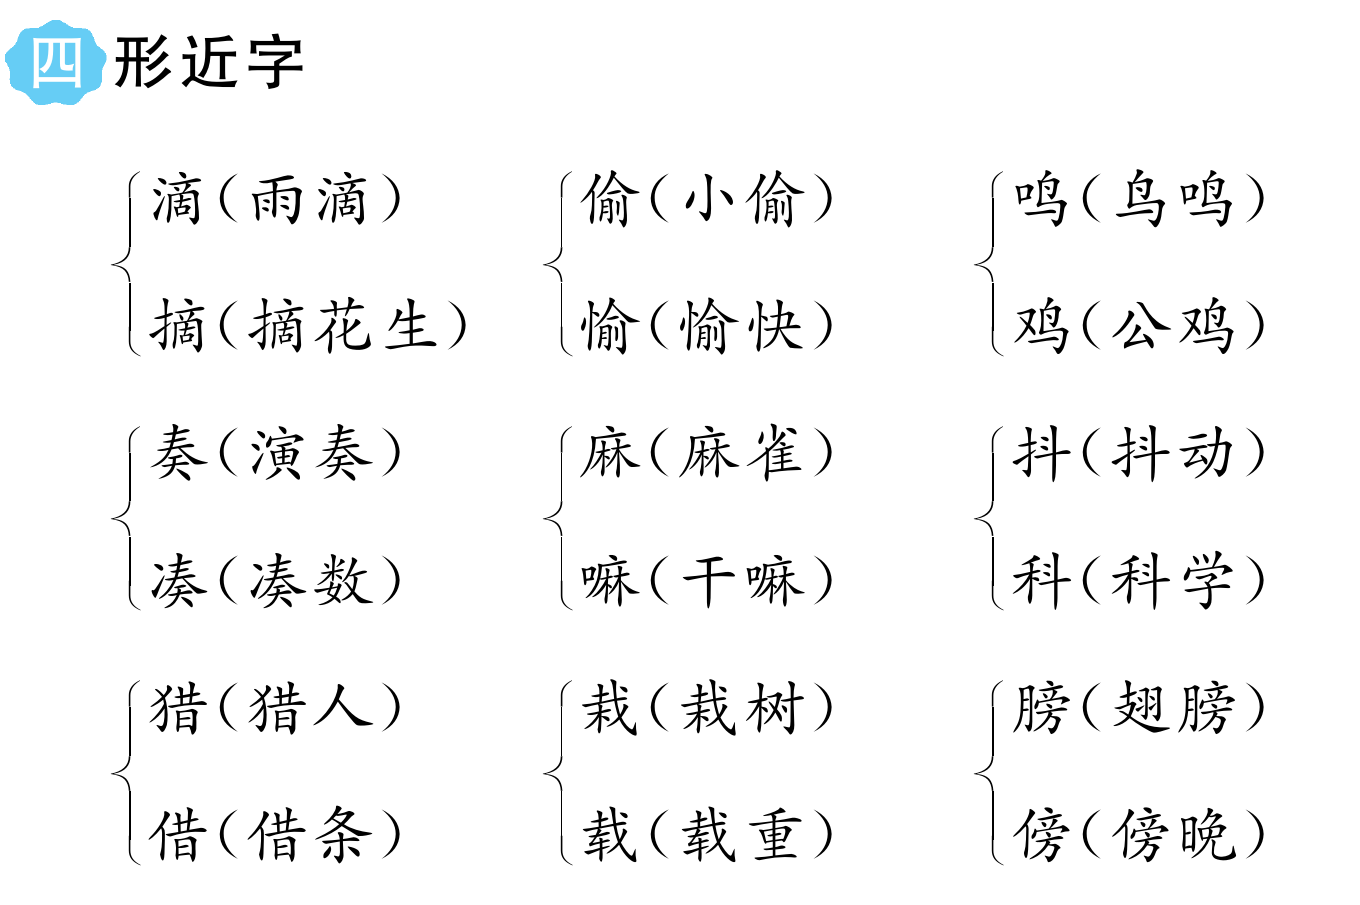 四 形近字
滴（雨滴） 偷（小偷） 鸣（鸟鸣）
摘（摘花生） 愉（愉快） 鸡（公鸡）
奏（演奏） 麻（麻雀） 抖（抖动）
凑（凑数） 嘛（干嘛） 科（科学）
猎（猎人） 栽（栽树） 膀（翅膀）
借（借条） 载（载重） 傍（傍晚）